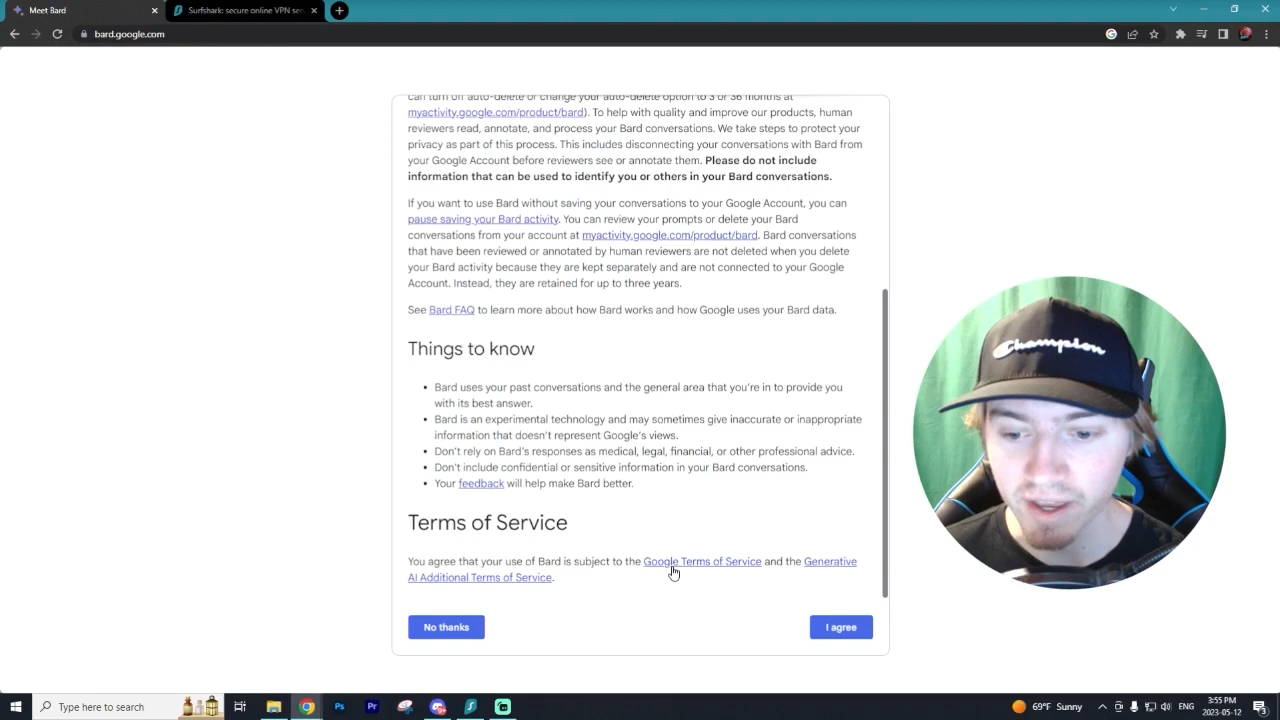 Meet Bard
Surfshark: secure online VPN ser
bard.google.com
can turn off auto-delete or change your auto-delete option to 3 or 36 months at
myactivity.google.com/product/bard). To help with quality and improve our products, human
reviewers read, annotate, and process your Bard conversations. We take steps to protect your
privacy as part of this process. This includes disconnecting your conversations with Bard from
your Google Account before reviewers see or annotate them. Please do not include
information that can be used to identify you or others in your Bard conversations.
If you want to use Bard without saving your conversations to your Google Account, you can
pause saving your Bard activity. You can review your prompts or delete your Bard
conversations from your account at myactivity.google.com/product/bard. Bard conversations
that have been reviewed or annotated by human reviewers are not deleted when you delete
your Bard activity because they are kept separately and are not connected to your Google
Account. Instead, they are retained for up to three years.
See Bard FAQ to learn more about how Bard works and how Google uses your Bard data.
Things to know
• Bard uses your past conversations and the general area that you're in to provide you
with its best answer.
• Bard is an experimental technology and may sometimes give inaccurate or inappropriate
information that doesn't represent Google's views.
• Don't rely on Bard's responses as medical, legal, financial, or other professional advice.
• Don't include confidential or sensitive information in your Bard conversations.
• Your feedback will help make Bard better.
Terms of Service
You agree that your use of Bard is subject to the Google Terms of Service and the Generative
AI Additional Terms of Service.
No thanks
I agree
Champion
Type here to search
Ps
Pr
69°F Sunny
ENG
3:55 PM
2023-05-12